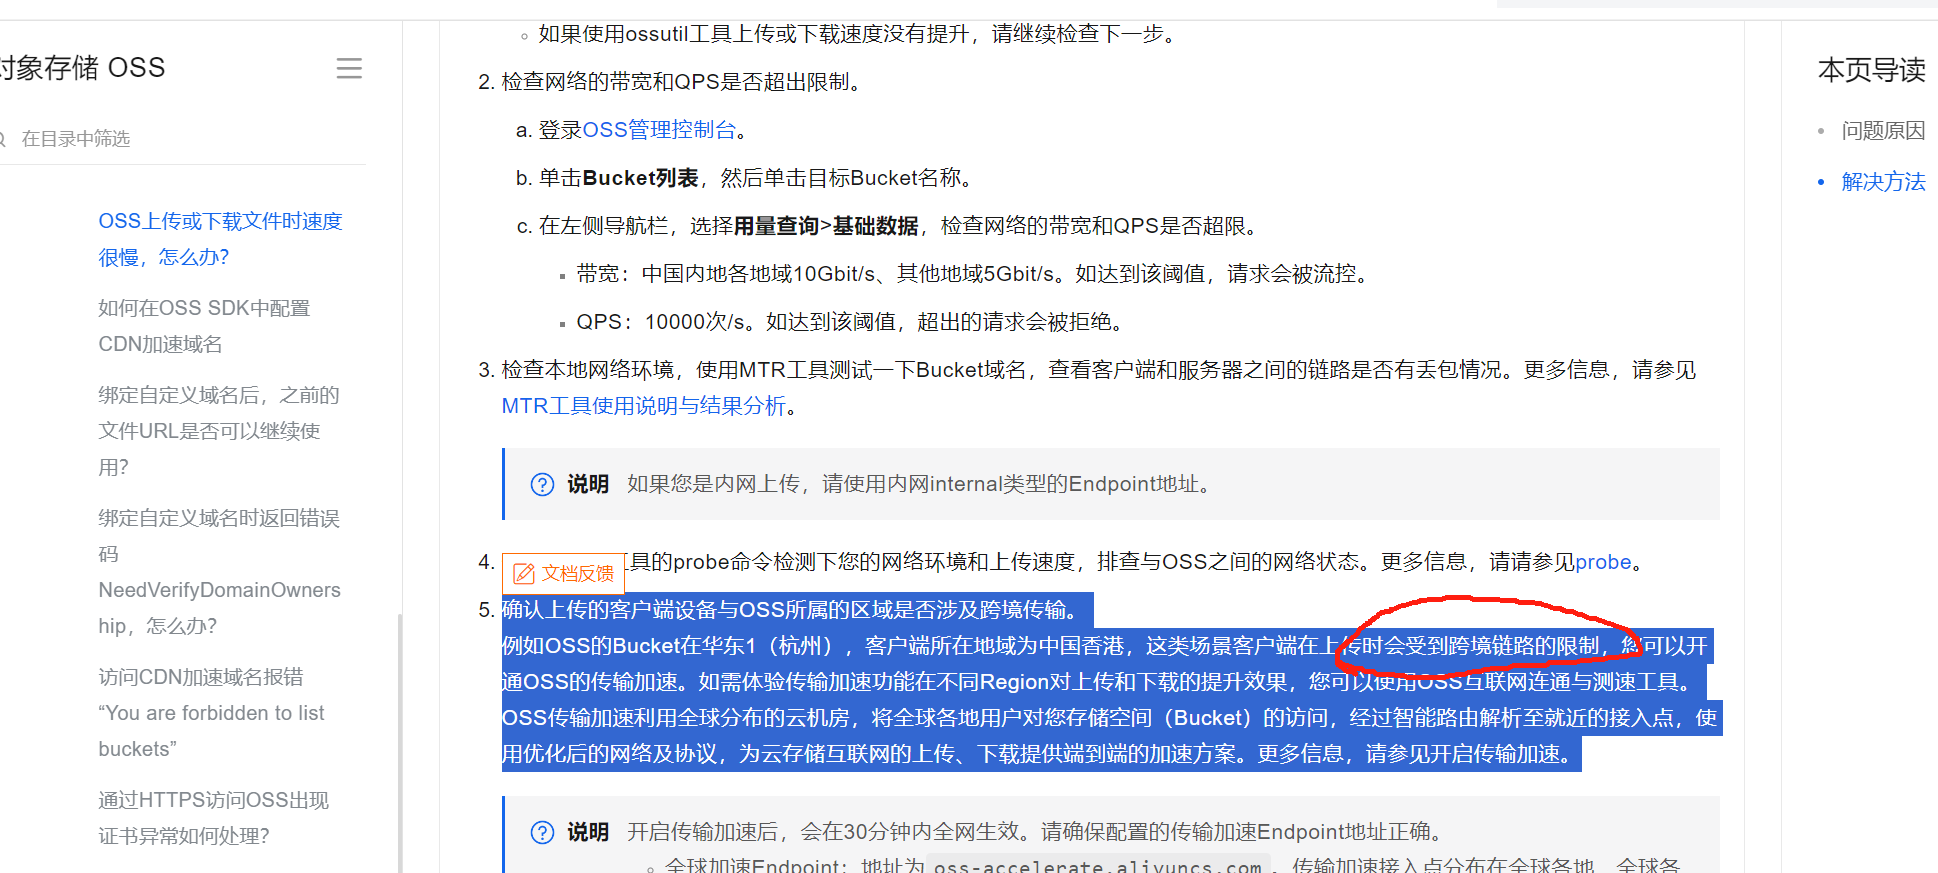 对象存储 OSS
在目录中筛选
OSS上传或下载文件时速度
很慢，怎么办？
如何在OSS SDK中配置
CDN加速域名
绑定自定义域名后，之前的
文件URL是否可以继续使
用？
绑定自定义域名时返回错误
码
NeedVerifyDomainOwners
hip，怎么办？
访问CDN加速域名报错
“You are forbidden to list
buckets”
通过HTTPS访问OSS出现
证书异常如何处理？
如果使用ossutil工具上传或下载速度没有提升，请继续检查下一步。
2. 检查网络的带宽和QPS是否超出限制。
a. 登录OSS管理控制台。
b. 单击Bucket列表，然后单击目标Bucket名称。
c. 在左侧导航栏，选择用量查询>基础数据，检查网络的带宽和QPS是否超限。
带宽：中国内地各地域10Gbit/s、其他地域5Gbit/s。如达到该阈值，请求会被流控。
QPS：10000次/s。如达到该阈值，超出的请求会被拒绝。
3. 检查本地网络环境，使用MTR工具测试一下Bucket域名，查看客户端和服务器之间的链路是否有丢包情况。更多信息，请参见
MTR工具使用说明与结果分析。
说明 如果您是内网上传，请使用内网internal类型的Endpoint地址。
4. 文档反馈 工具的probe命令检测下您的网络环境和上传速度，排查与OSS之间的网络状态。更多信息，请请参见probe。
5. 确认上传的客户端设备与OSS所属的区域是否涉及跨境传输。
例如OSS的Bucket在华东1（杭州），客户端所在地域为中国香港，这类场景客户端在上传时会受到跨境链路的限制，您可以开
通OSS的传输加速。如需体验传输加速功能在不同Region对上传和下载的提升效果，您可以使用OSS互联网连通与测速工具。
OSS传输加速利用全球分布的云机房，将全球各地用户对您存储空间（Bucket）的访问，经过智能路由解析至就近的接入点，使
用优化后的网络及协议，为云存储互联网的上传、下载提供端到端的加速方案。更多信息，请参见开启传输加速。
说明 开启传输加速后，会在30分钟内全网生效。请确保配置的传输加速Endpoint地址正确。
全球加速Endpoint：地址为oss-accelerate.aliyuncs.com。传输加速接入点分布在全球各地，全球各
本页导读
问题原因
解决方法